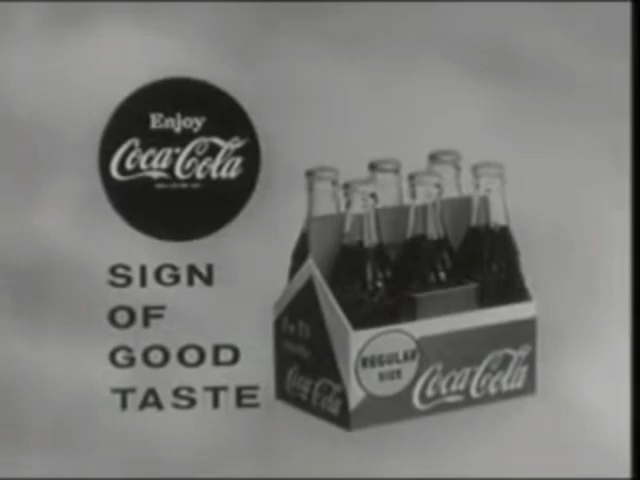 Enjoy
Coca-Cola
SIGN
OF
GOOD
TASTE
REGULAR
SIZE
Coca-Cola
Coca-Cola